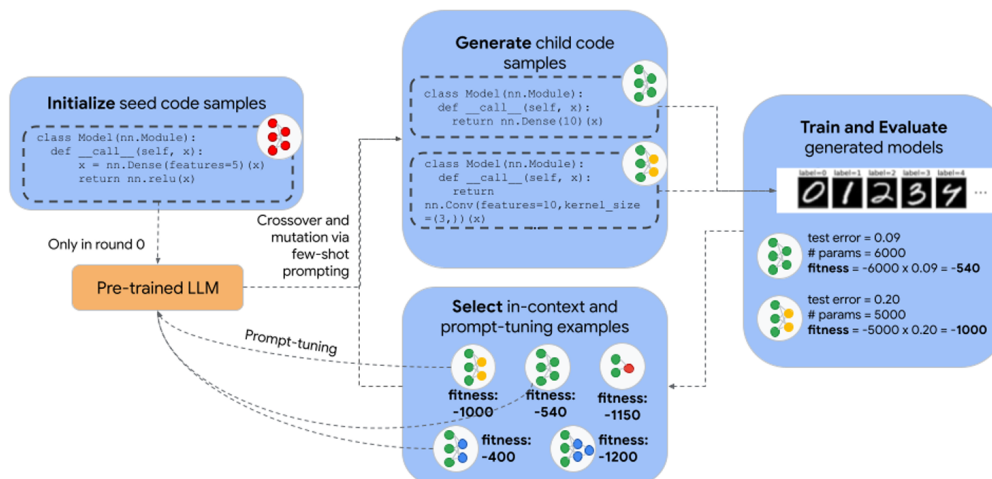 Initialize seed code samples
class Model(nn.Module):
def __call__(self, x):
x = nn.Dense(features=5)(x)
return nn.relu(x)
Only in round 0
Pre-trained LLM
Crossover and
mutation via
few-shot
prompting
Prompt-tuning
Generate child code
samples
class Model(nn.Module):
def __call__(self, x):
return nn.Dense(10)(x)
class Model(nn.Module):
def __call__(self, x):
return
nn.Conv(features=10,kernel_size
=(3,))(x)
...
Select in-context and
prompt-tuning examples
fitness:
-1000
fitness:
-540
fitness:
-1150
fitness:
-400
fitness:
-1200
Train and Evaluate
generated models
label=0 label=1 label=2 label=3 label=4
0 1 2 3 4 ...
test error = 0.09
# params = 6000
fitness = -6000 x 0.09 = -540
test error = 0.20
# params = 5000
fitness = -5000 x 0.20 = -1000